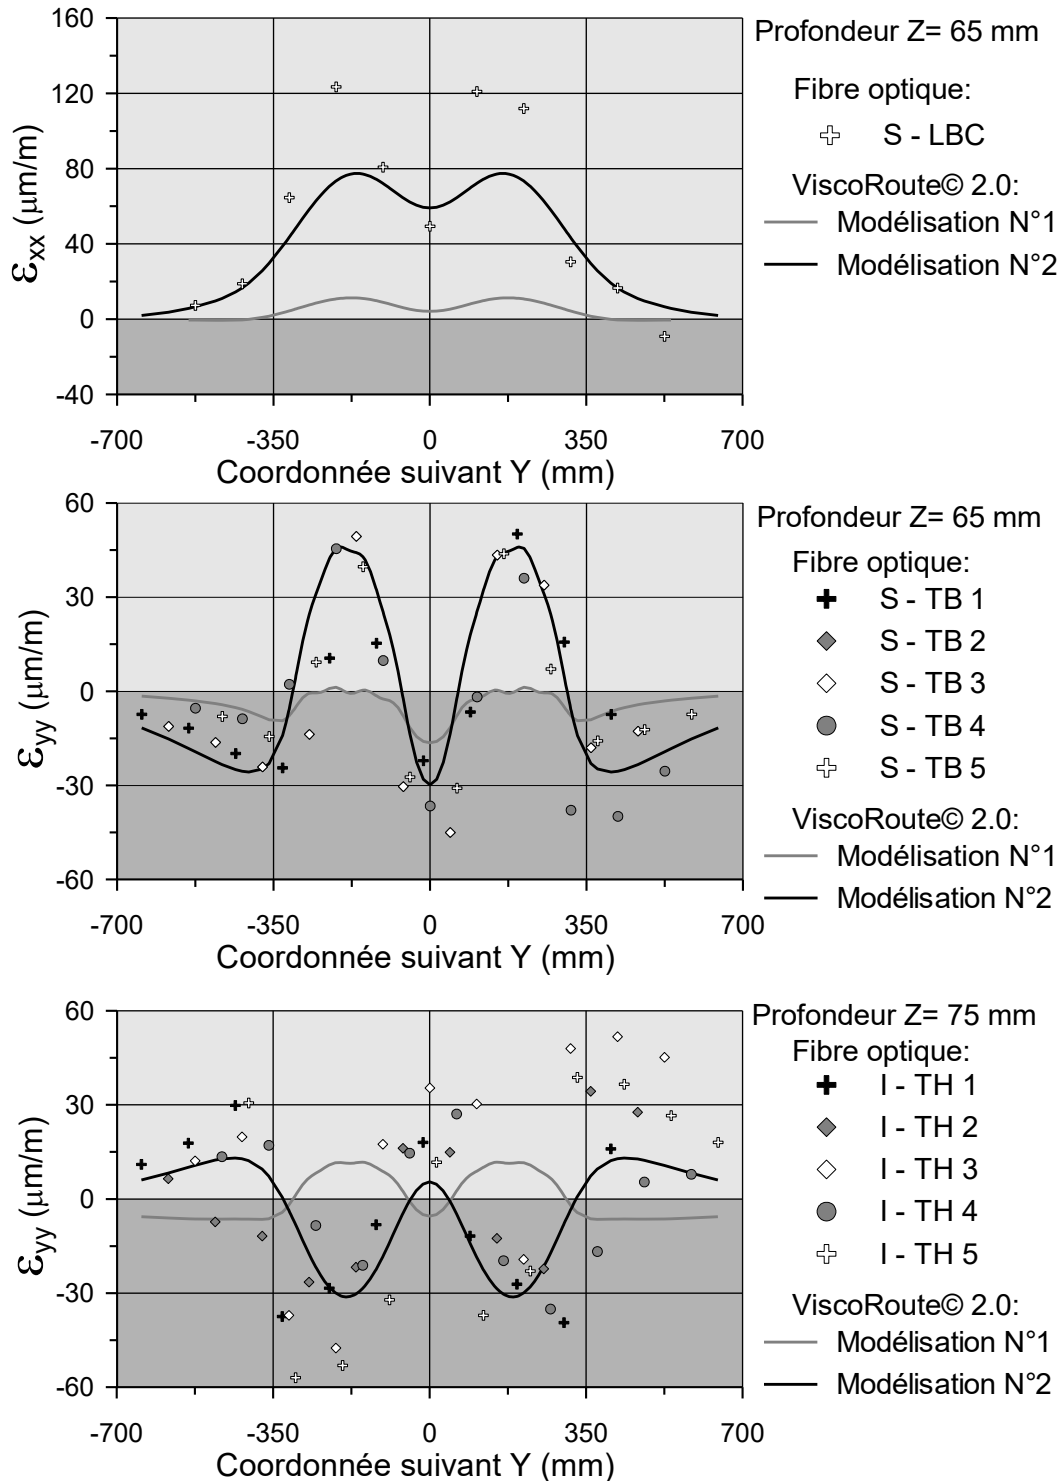 160
120
80
40
0
-40
εxx (μm/m)
-700 -350 0 350 700
Coordonnée suivant Y (mm)
Profondeur Z= 65 mm
Fibre optique:
S - LBC
ViscoRoute© 2.0:
Modélisation N°1
Modélisation N°2
60
30
0
-30
-60
εyy (μm/m)
-700 -350 0 350 700
Coordonnée suivant Y (mm)
Profondeur Z= 65 mm
Fibre optique:
S - TB 1
S - TB 2
S - TB 3
S - TB 4
S - TB 5
ViscoRoute© 2.0:
Modélisation N°1
Modélisation N°2
60
30
0
-30
-60
εyy (μm/m)
-700 -350 0 350 700
Coordonnée suivant Y (mm)
Profondeur Z= 75 mm
Fibre optique:
I - TH 1
I - TH 2
I - TH 3
I - TH 4
I - TH 5
ViscoRoute© 2.0:
Modélisation N°1
Modélisation N°2